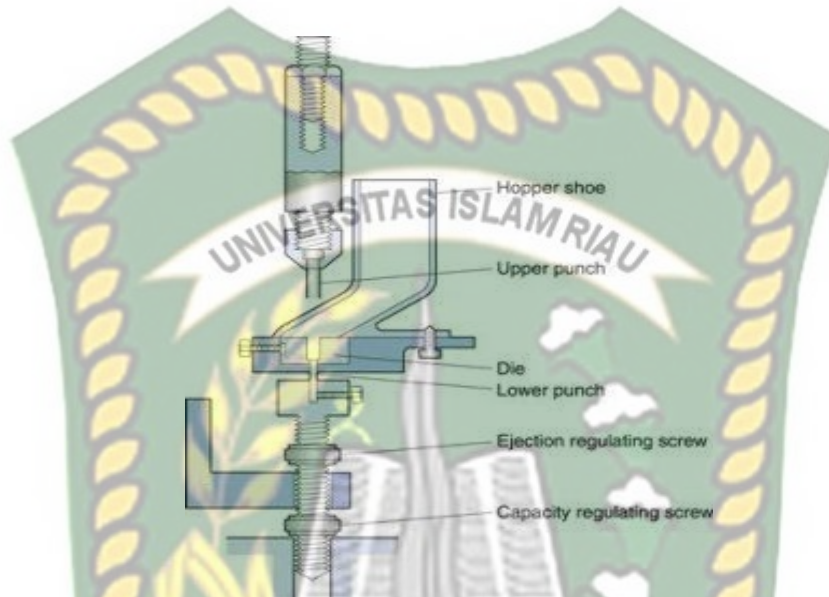 Hopper shoe
UNIVERSITAS ISLAM RIAU
Upper punch
Die
Lower punch
Ejection regulating screw
Capacity regulating screw